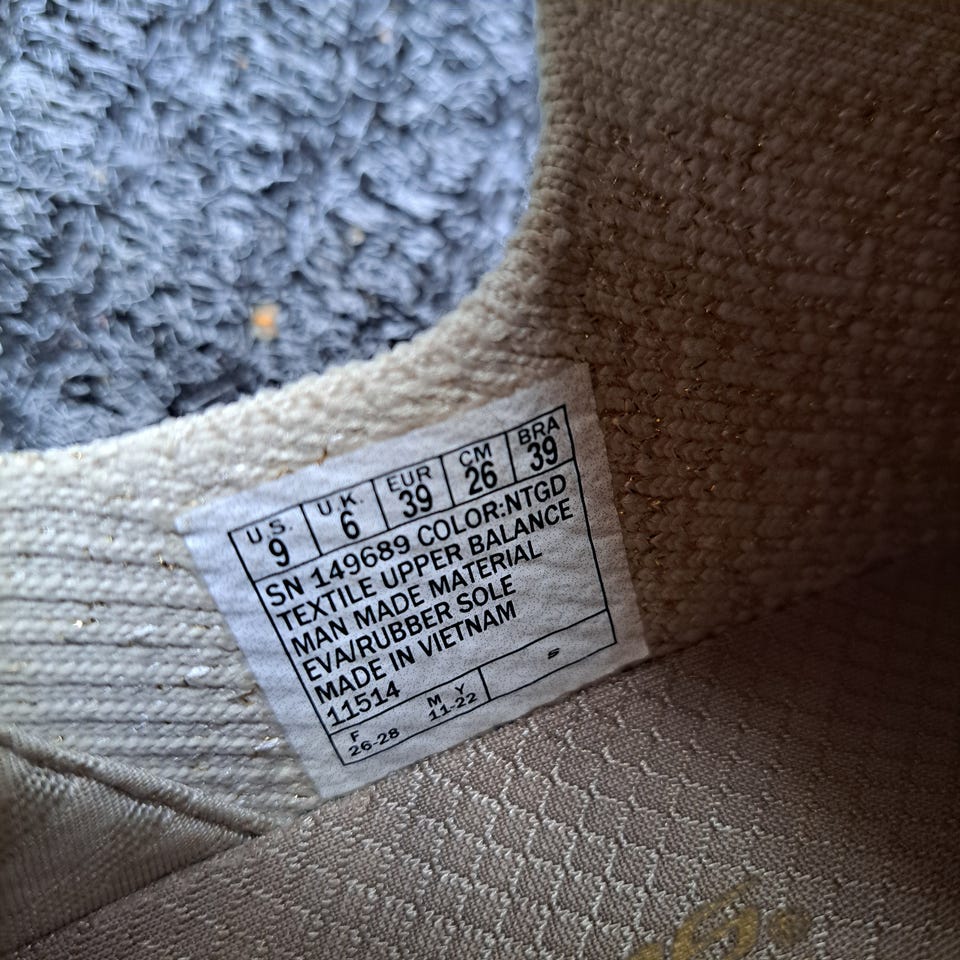 U.S. U.K. EUR CM BRA
9 6 39 26 39
SN 149689 COLOR:NTGD
TEXTILE UPPER BALANCE
MAN MADE MATERIAL
EVA/RUBBER SOLE
MADE IN VIETNAM
11514
F M Y S
26-28 11-22